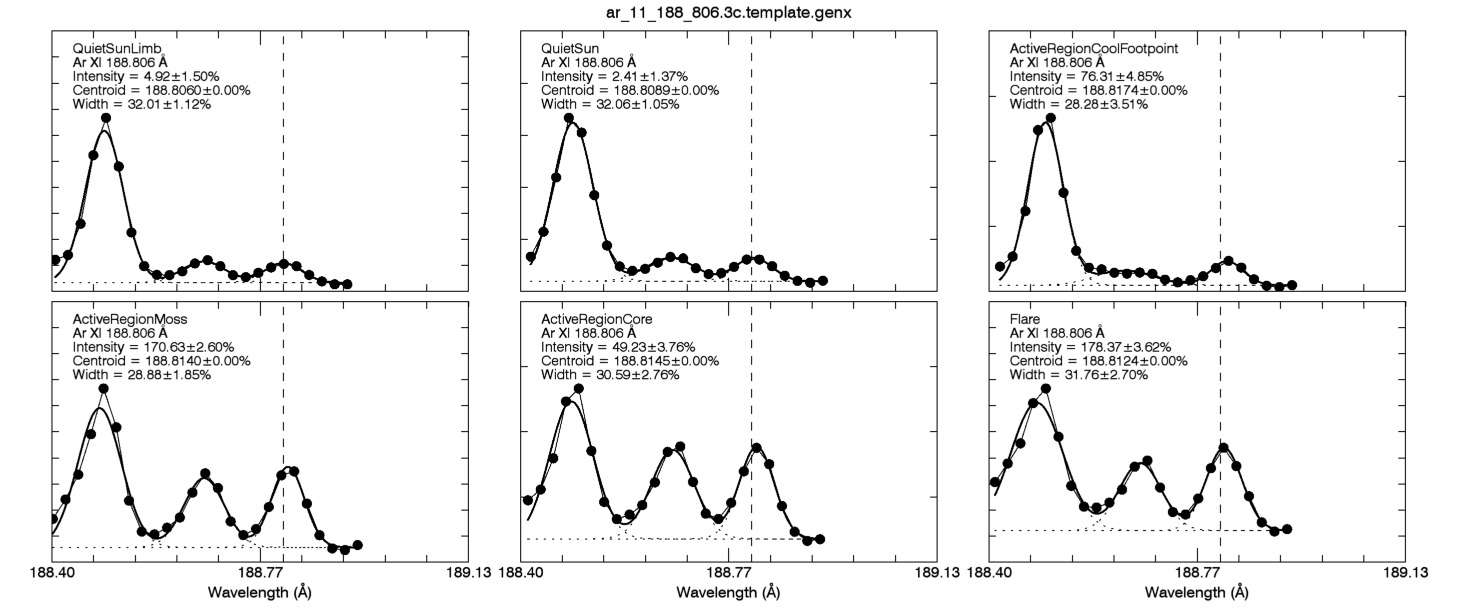 ar_11_188_806.3c.template.genx
QuietSunLimb
Ar XI 188.806 Å
Intensity = 4.92±1.50%
Centroid = 188.8060±0.00%
Width = 32.01±1.12%
QuietSun
Ar XI 188.806 Å
Intensity = 2.41±1.37%
Centroid = 188.8089±0.00%
Width = 32.06±1.05%
ActiveRegionCoolFootpoint
Ar XI 188.806 Å
Intensity = 76.31±4.85%
Centroid = 188.8174±0.00%
Width = 28.28±3.51%
ActiveRegionMoss
Ar XI 188.806 Å
Intensity = 170.63±2.60%
Centroid = 188.8140±0.00%
Width = 28.88±1.85%
ActiveRegionCore
Ar XI 188.806 Å
Intensity = 49.23±3.76%
Centroid = 188.8145±0.00%
Width = 30.59±2.76%
Flare
Ar XI 188.806 Å
Intensity = 178.37±3.62%
Centroid = 188.8124±0.00%
Width = 31.76±2.70%
188.40 188.77 189.13 188.40 188.77 189.13 188.40 188.77 189.13
Wavelength (Å) Wavelength (Å) Wavelength (Å)